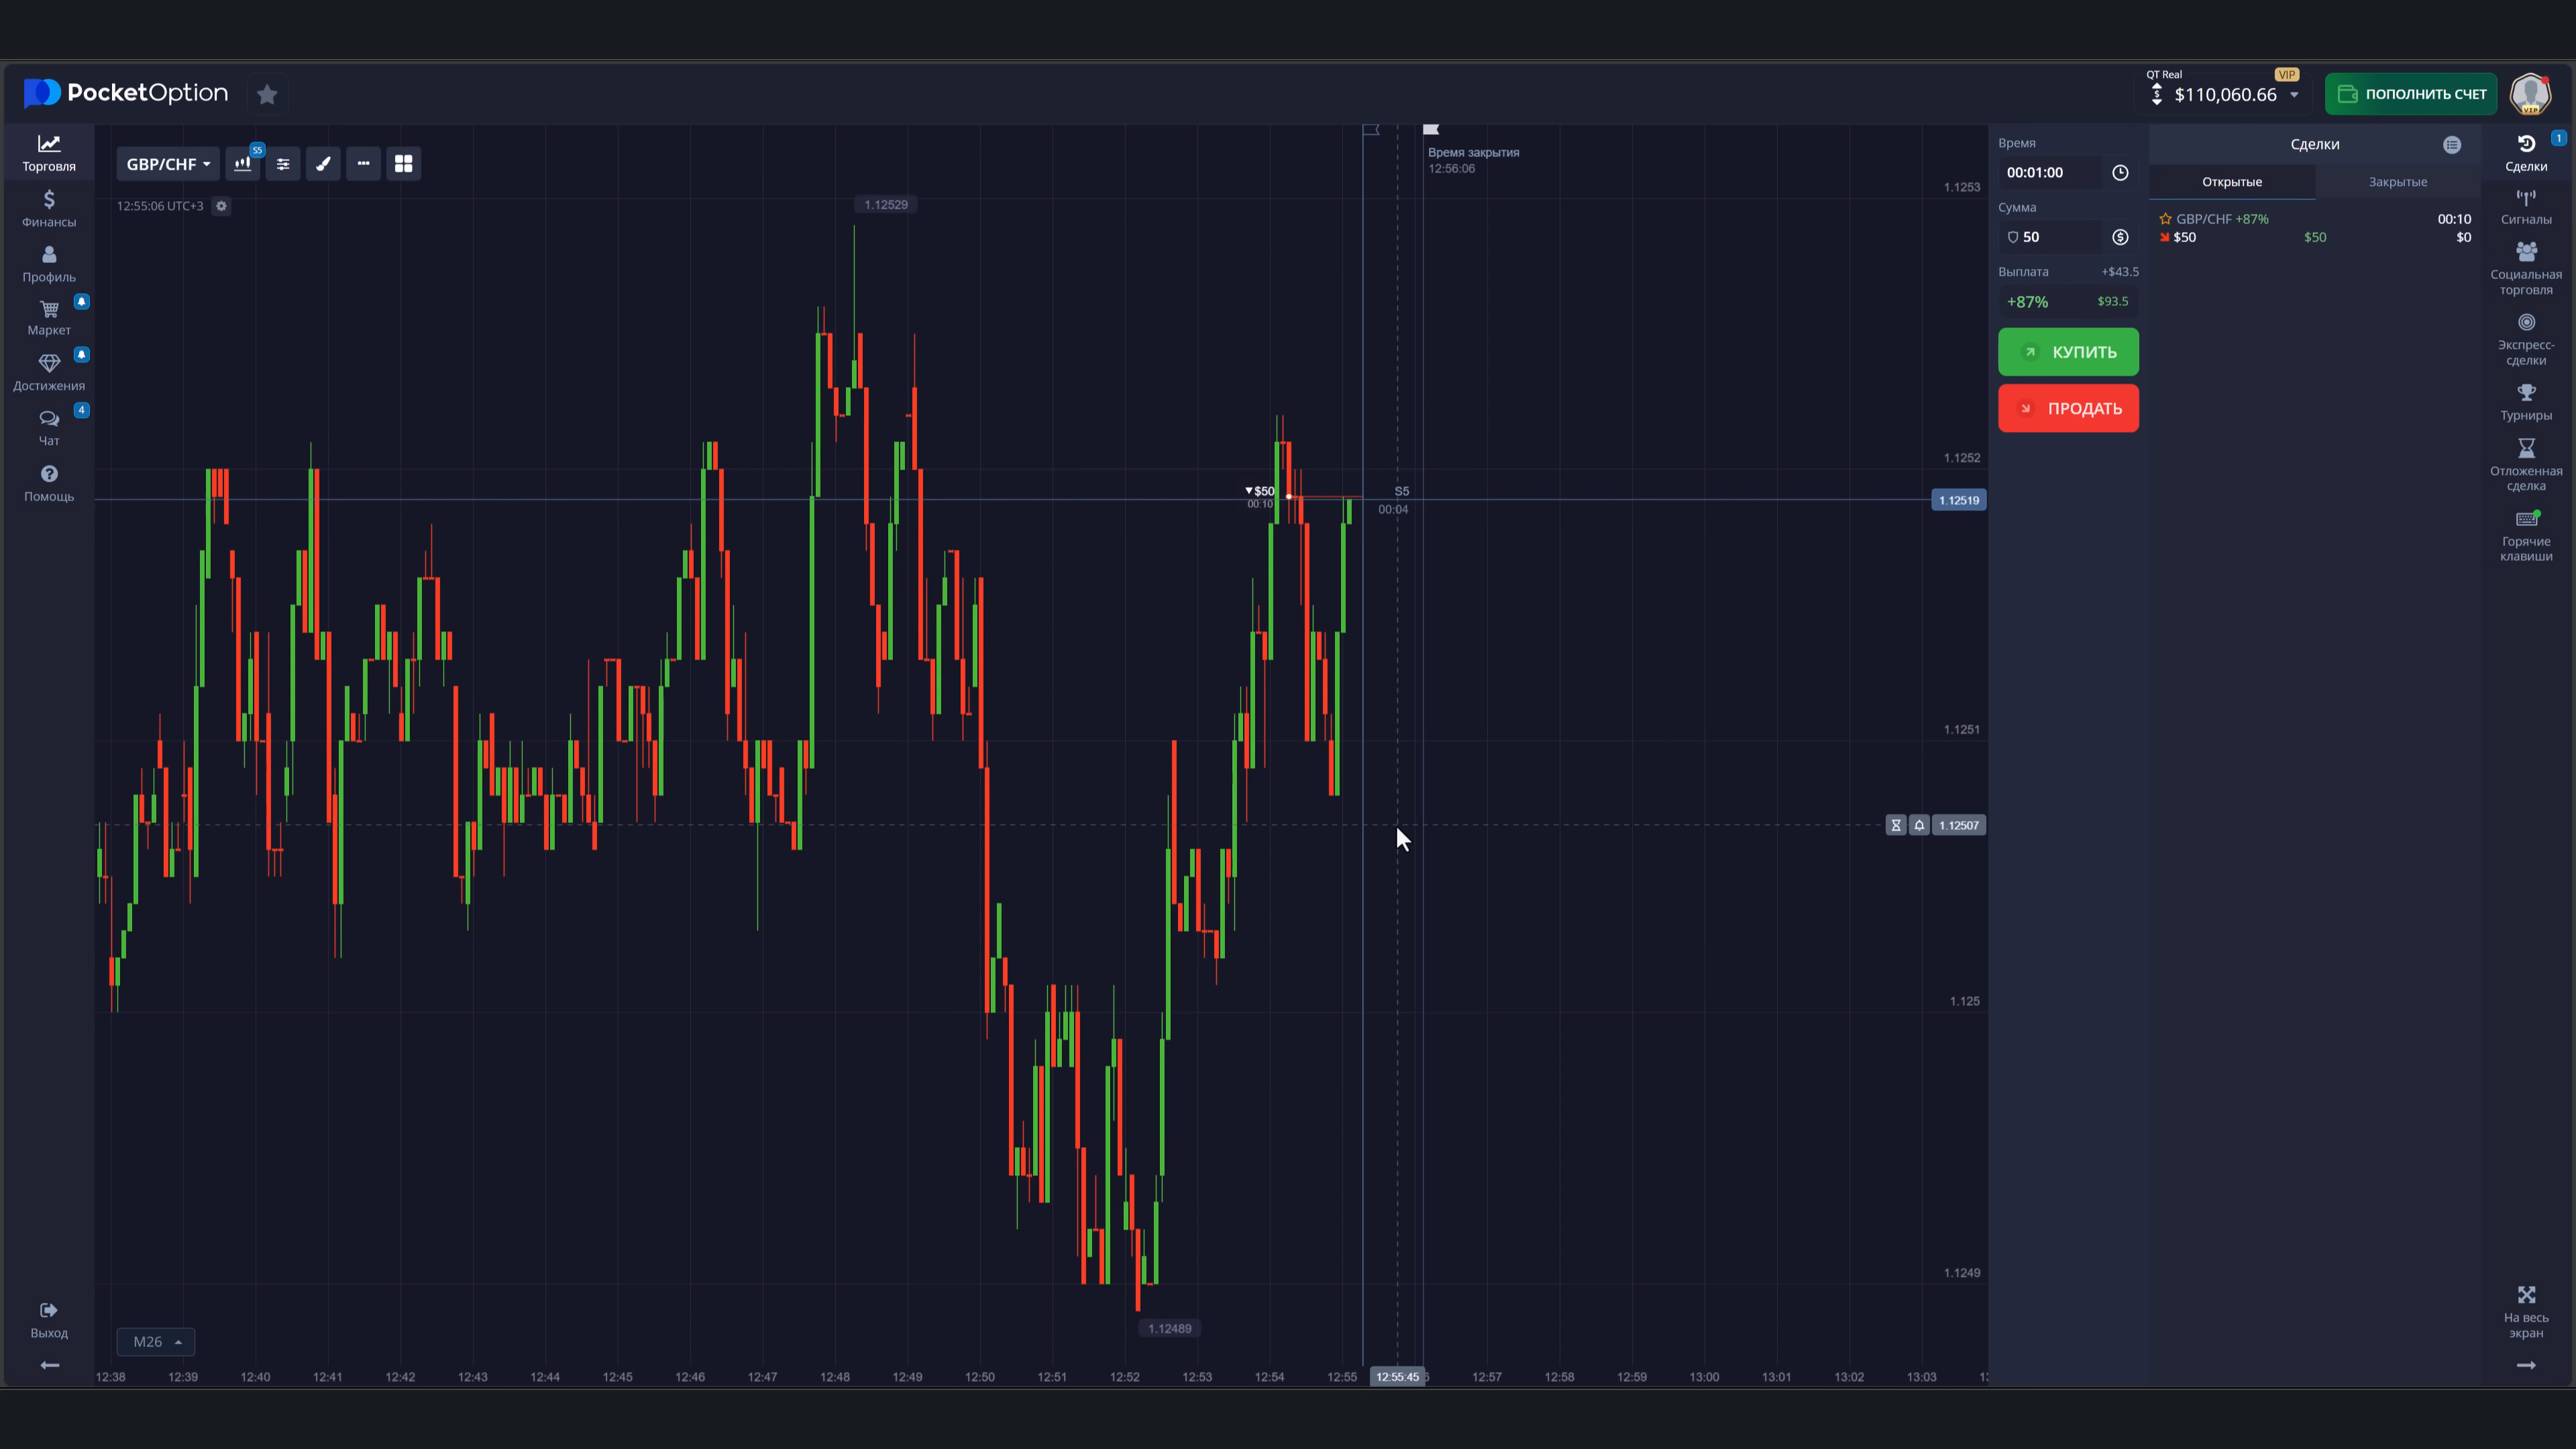 PocketOption
QT Real
VIP
$110,060.66
ПОПОЛНИТЬ СЧЕТ
VIP
Торговля
Финансы
Профиль
Маркет
Достижения
4
Чат
Помощь
Выход
GBP/CHF
S5
12:55:06 UTC+3
1.12529
▼$50
00:10
S5
00:04
Время закрытия
12:56:06
1.1253
1.1252
1.12519
1.1251
1.12507
1.125
1.1249
1.12489
M26
12:38 12:39 12:40 12:41 12:42 12:43 12:44 12:45 12:46 12:47 12:48 12:49 12:50 12:51 12:52 12:53 12:54 12:55 12:55:45 12:57 12:58 12:59 13:00 13:01 13:02 13:03
Время
00:01:00
Сумма
50
Выплата +$43.5
+87% $93.5
КУПИТЬ
ПРОДАТЬ
Сделки
Открытые Закрытые
GBP/CHF +87% 00:10
$50 $50 $0
1
Сделки
Сигналы
Социальная
торговля
Экспресс-
сделки
Турниры
Отложенная
сделка
Горячие
клавиши
На весь
экран